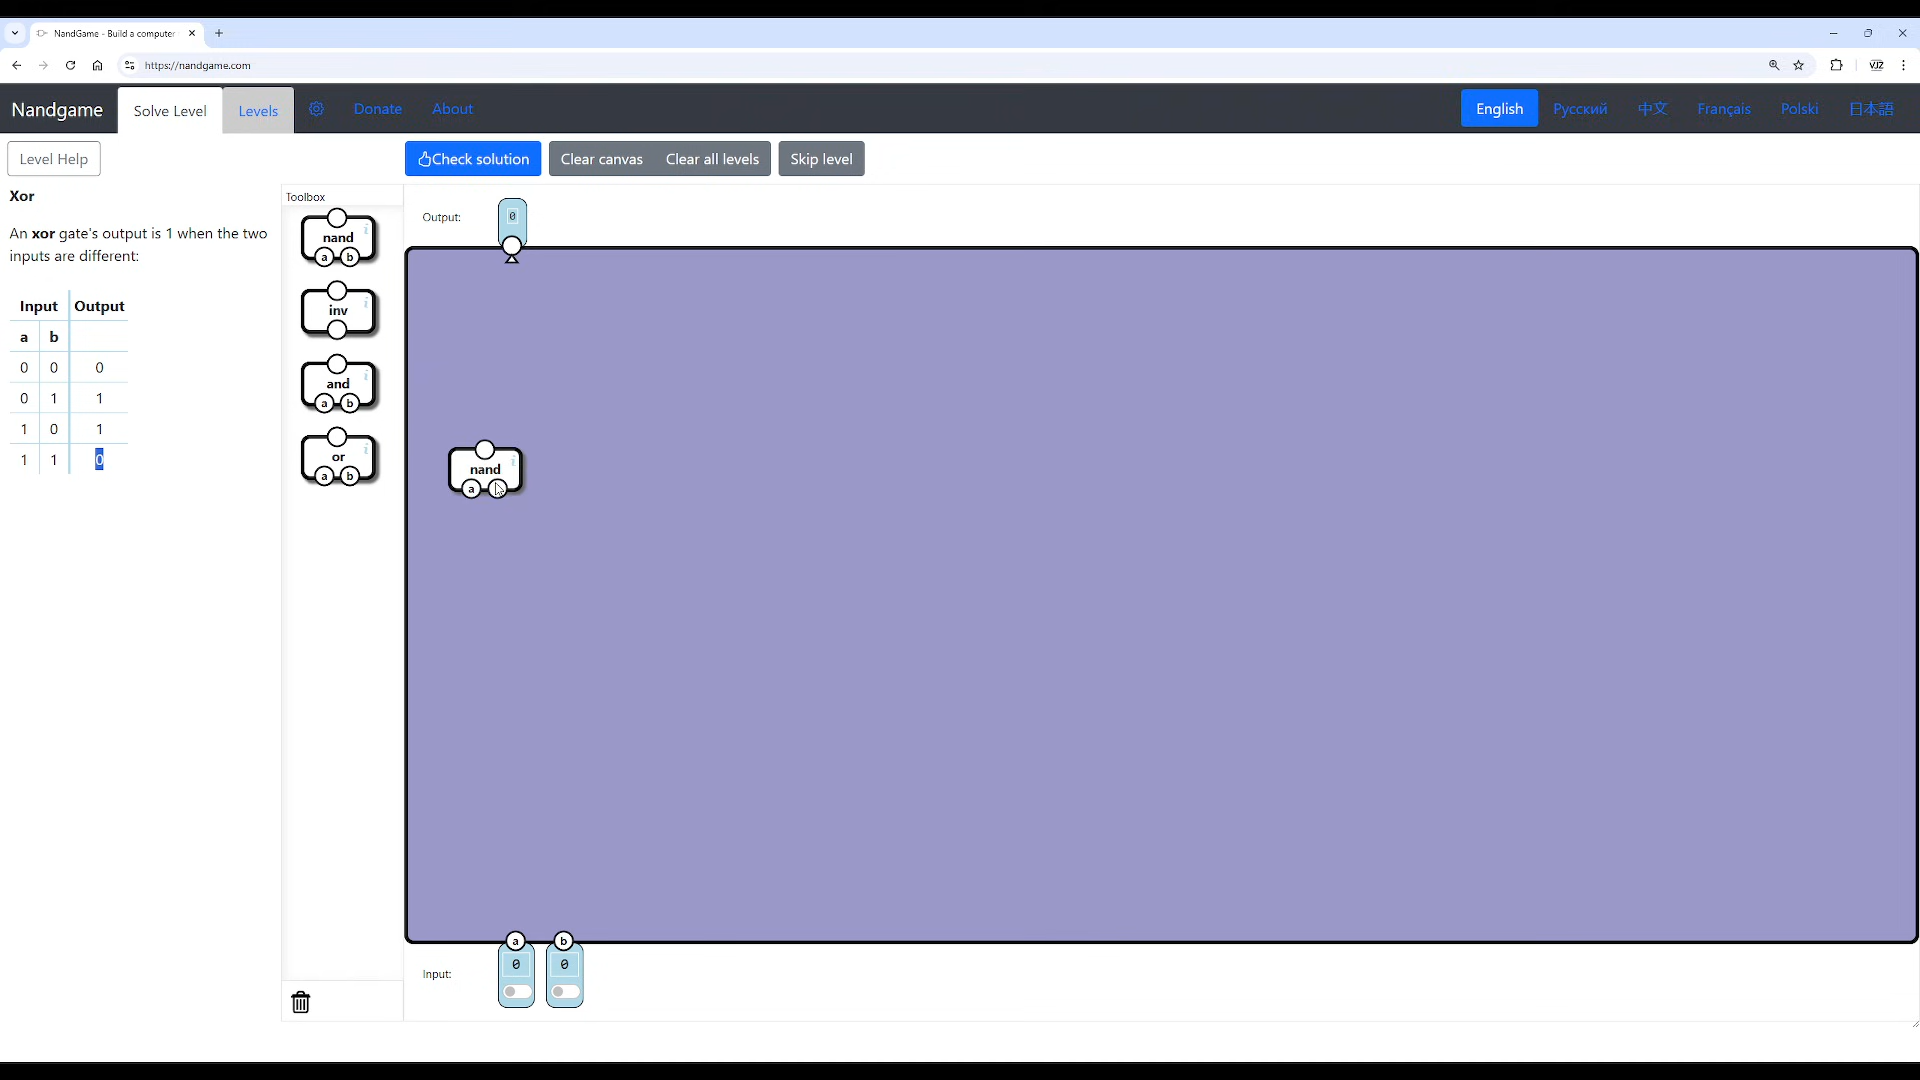 NandGame - Build a computer
https://nandgame.com
VJZ
Nandgame
Solve Level
Levels
Donate
About
English
Русский
中文
Français
Polski
日本語
Level Help
Check solution
Clear canvas
Clear all levels
Skip level
Xor
An xor gate's output is 1 when the two
inputs are different:
Input Output
a b
0 0 0
0 1 1
1 0 1
1 1 0
Toolbox
nand
i
a b
inv
i
and
i
a b
or
i
a b
Output:
0
nand
i
a
a b
Input:
0 0